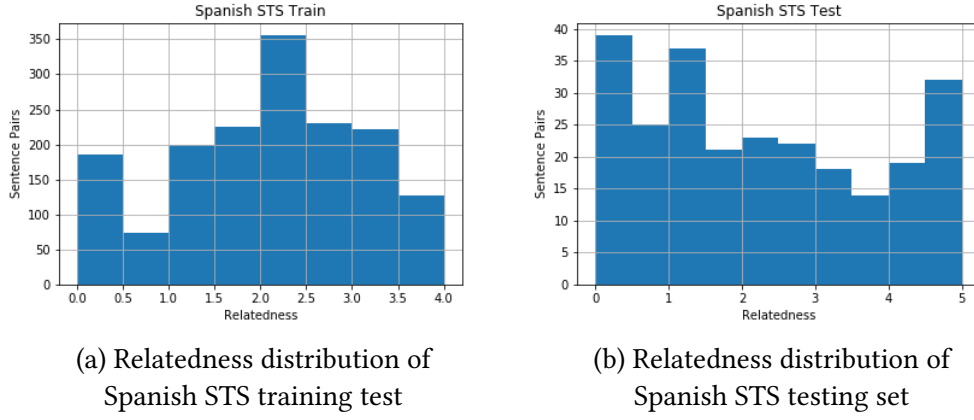 Spanish STS Train
350
300
250
200
150
100
50
0
Sentence Pairs
0.0 0.5 1.0 1.5 2.0 2.5 3.0 3.5 4.0
Relatedness
(a) Relatedness distribution of
Spanish STS training test
Spanish STS Test
40
35
30
25
20
15
10
5
0
Sentence Pairs
0 1 2 3 4 5
Relatedness
(b) Relatedness distribution of
Spanish STS testing set